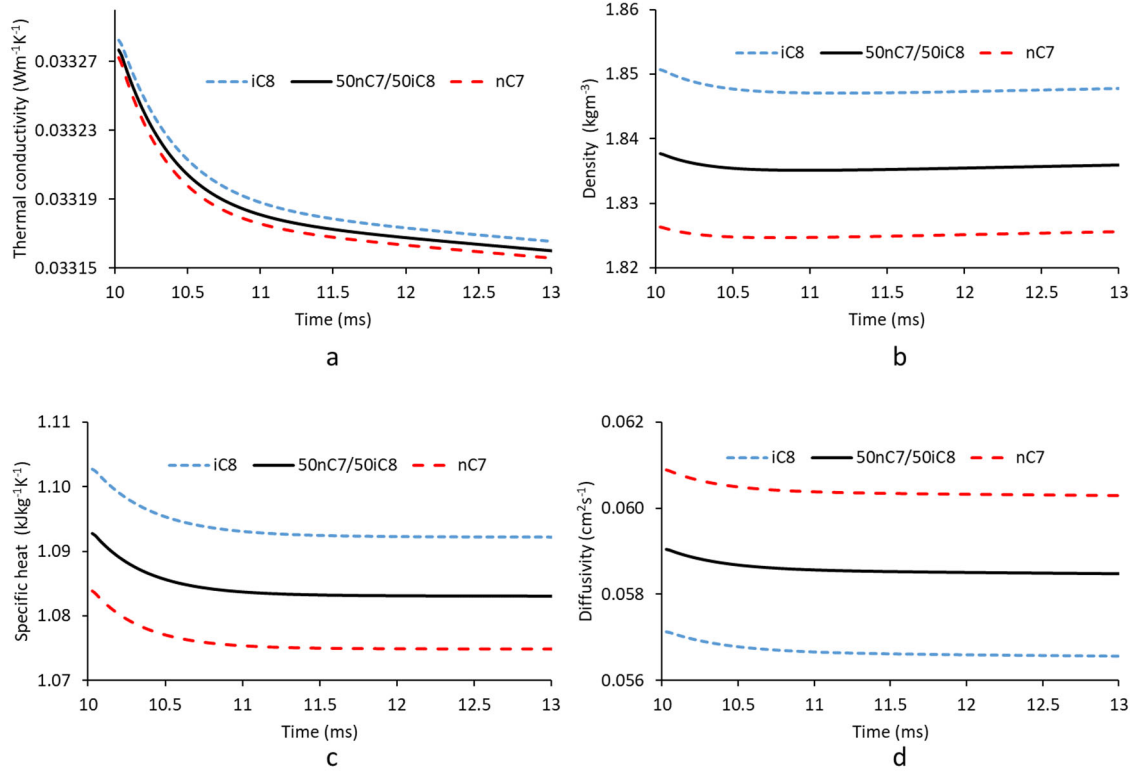 Thermal conductivity (Wm⁻¹K⁻¹)
0.03327
0.03323
0.03319
0.03315
iC8 50nC7/50iC8 nC7
10 10.5 11 11.5 12 12.5 13
Time (ms)
a
Density (kgm⁻³)
1.86
1.85
1.84
1.83
1.82
iC8 50nC7/50iC8 nC7
10 10.5 11 11.5 12 12.5 13
Time (ms)
b
Specific heat (kJkg⁻¹K⁻¹)
1.11
1.10
1.09
1.08
1.07
iC8 50nC7/50iC8 nC7
10 10.5 11 11.5 12 12.5 13
Time (ms)
c
Diffusivity (cm²s⁻¹)
0.062
0.060
0.058
0.056
iC8 50nC7/50iC8 nC7
10 10.5 11 11.5 12 12.5 13
Time (ms)
d